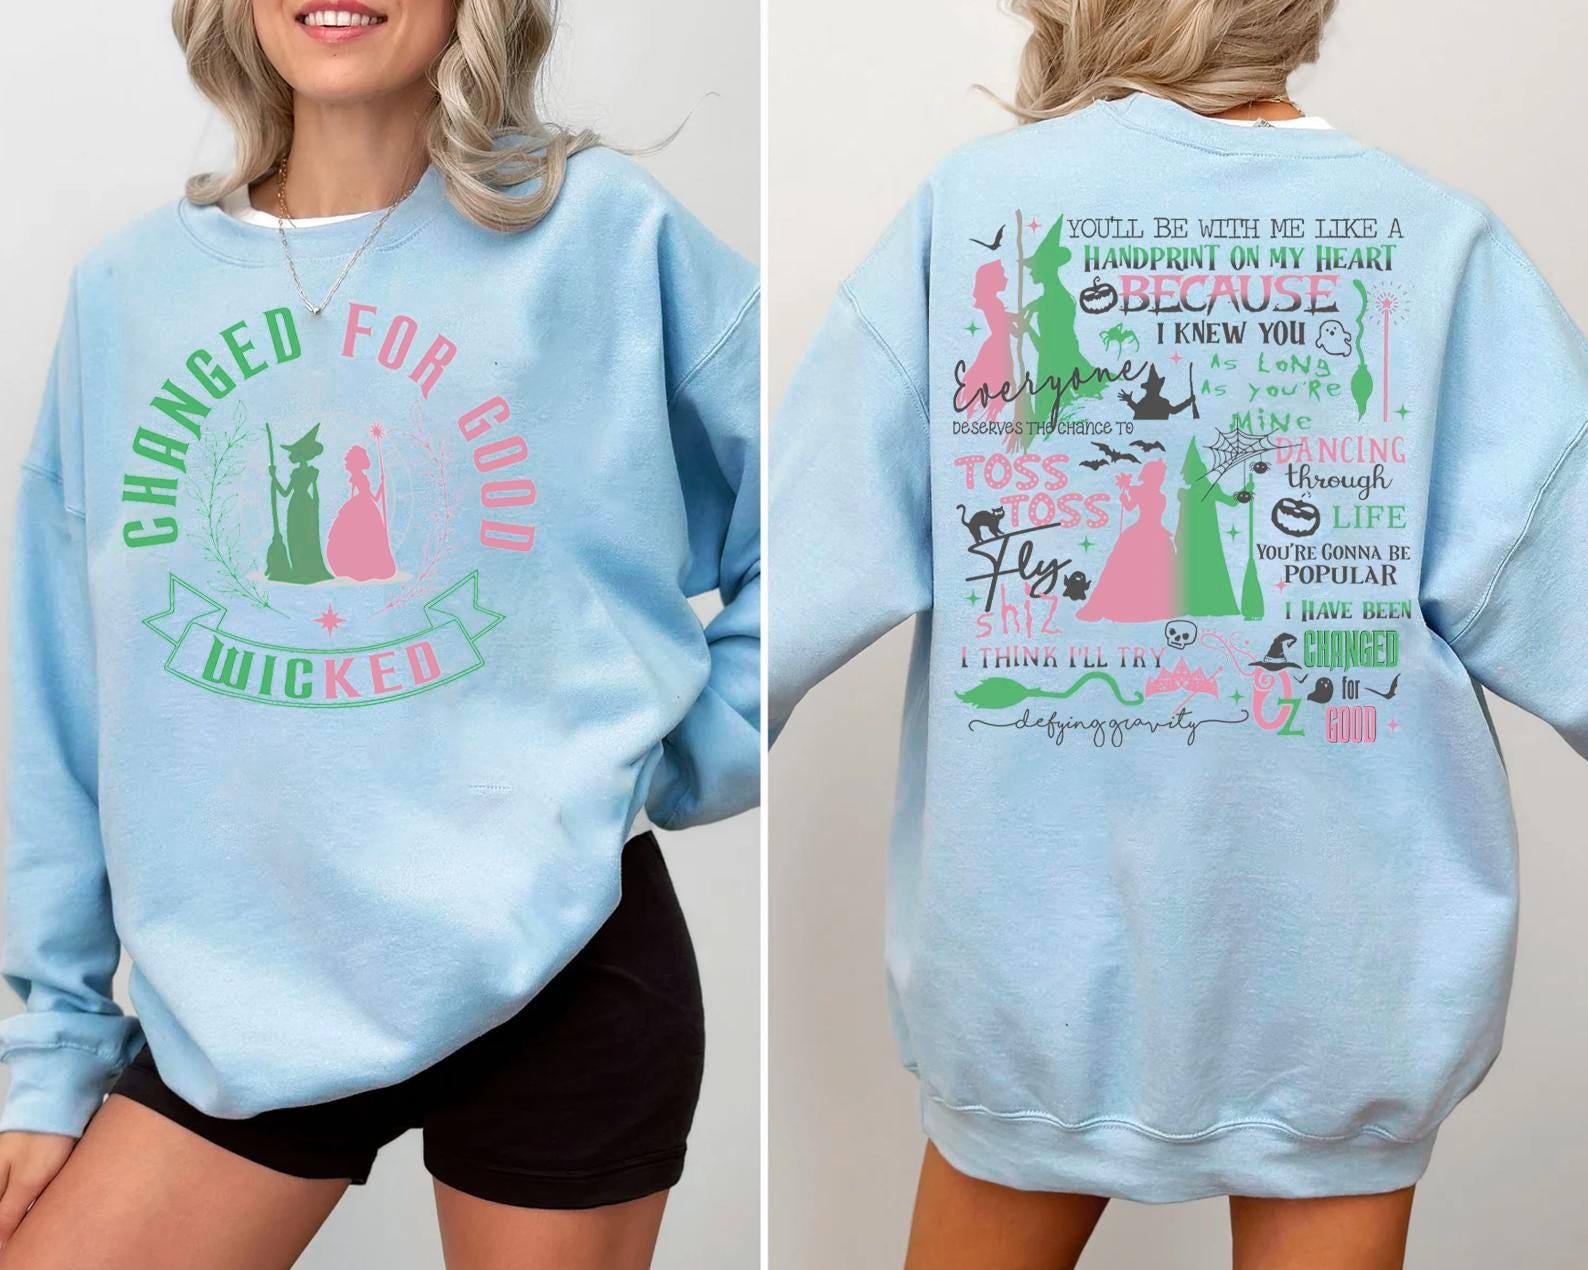 CHANGED FOR GOOD
WICKED
YOU'LL BE WITH ME LIKE A
HANDPRINT ON MY HEART
BECAUSE
I KNEW YOU
AS LONG
AS YOU'RE
MINE
Everyone
DESERVES THE CHANCE TO
Fly
TOSS
TOSS
DANCING
through
LIFE
YOU'RE GONNA BE
POPULAR
shiz
I THINK I'LL TRY
defying gravity
I HAVE BEEN
CHANGED
for
GOOD
OZ